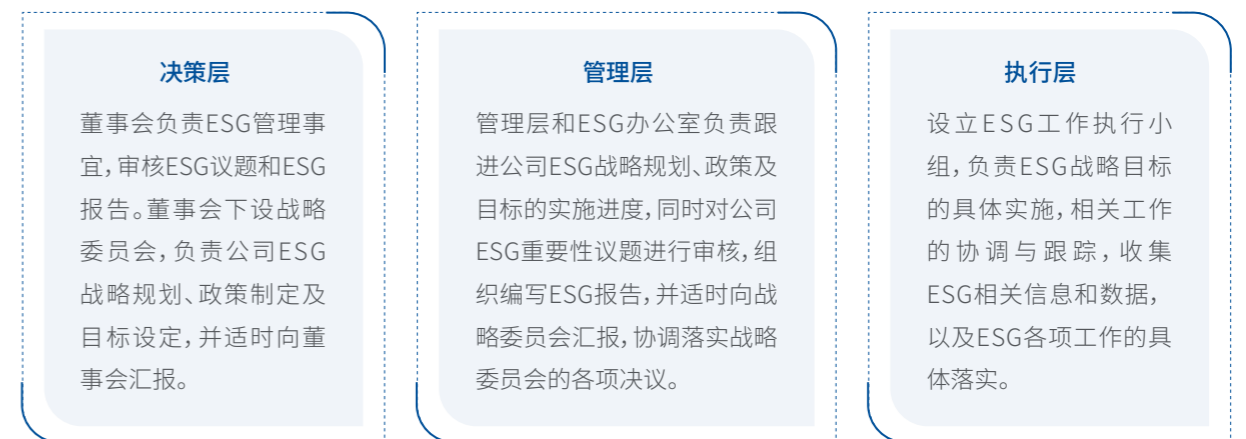 决策层
董事会负责ESG管理事
宜，审核ESG议题和ESG
报告。董事会下设战略
委员会，负责公司ESG
战略规划、政策制定及
目标设定，并适时向董
事会汇报。
管理层
管理层和ESG办公室负责跟
进公司ESG战略规划、政策及
目标的实施进度，同时对公司
ESG重要性议题进行审核，组
织编写ESG报告，并适时向战
略委员会汇报，协调落实战略
委员会的各项决议。
执行层
设立ESG工作执行小
组，负责ESG战略目标
的具体实施，相关工作
的协调与跟踪，收集
ESG相关信息和数据，
以及ESG各项工作的具
体落实。